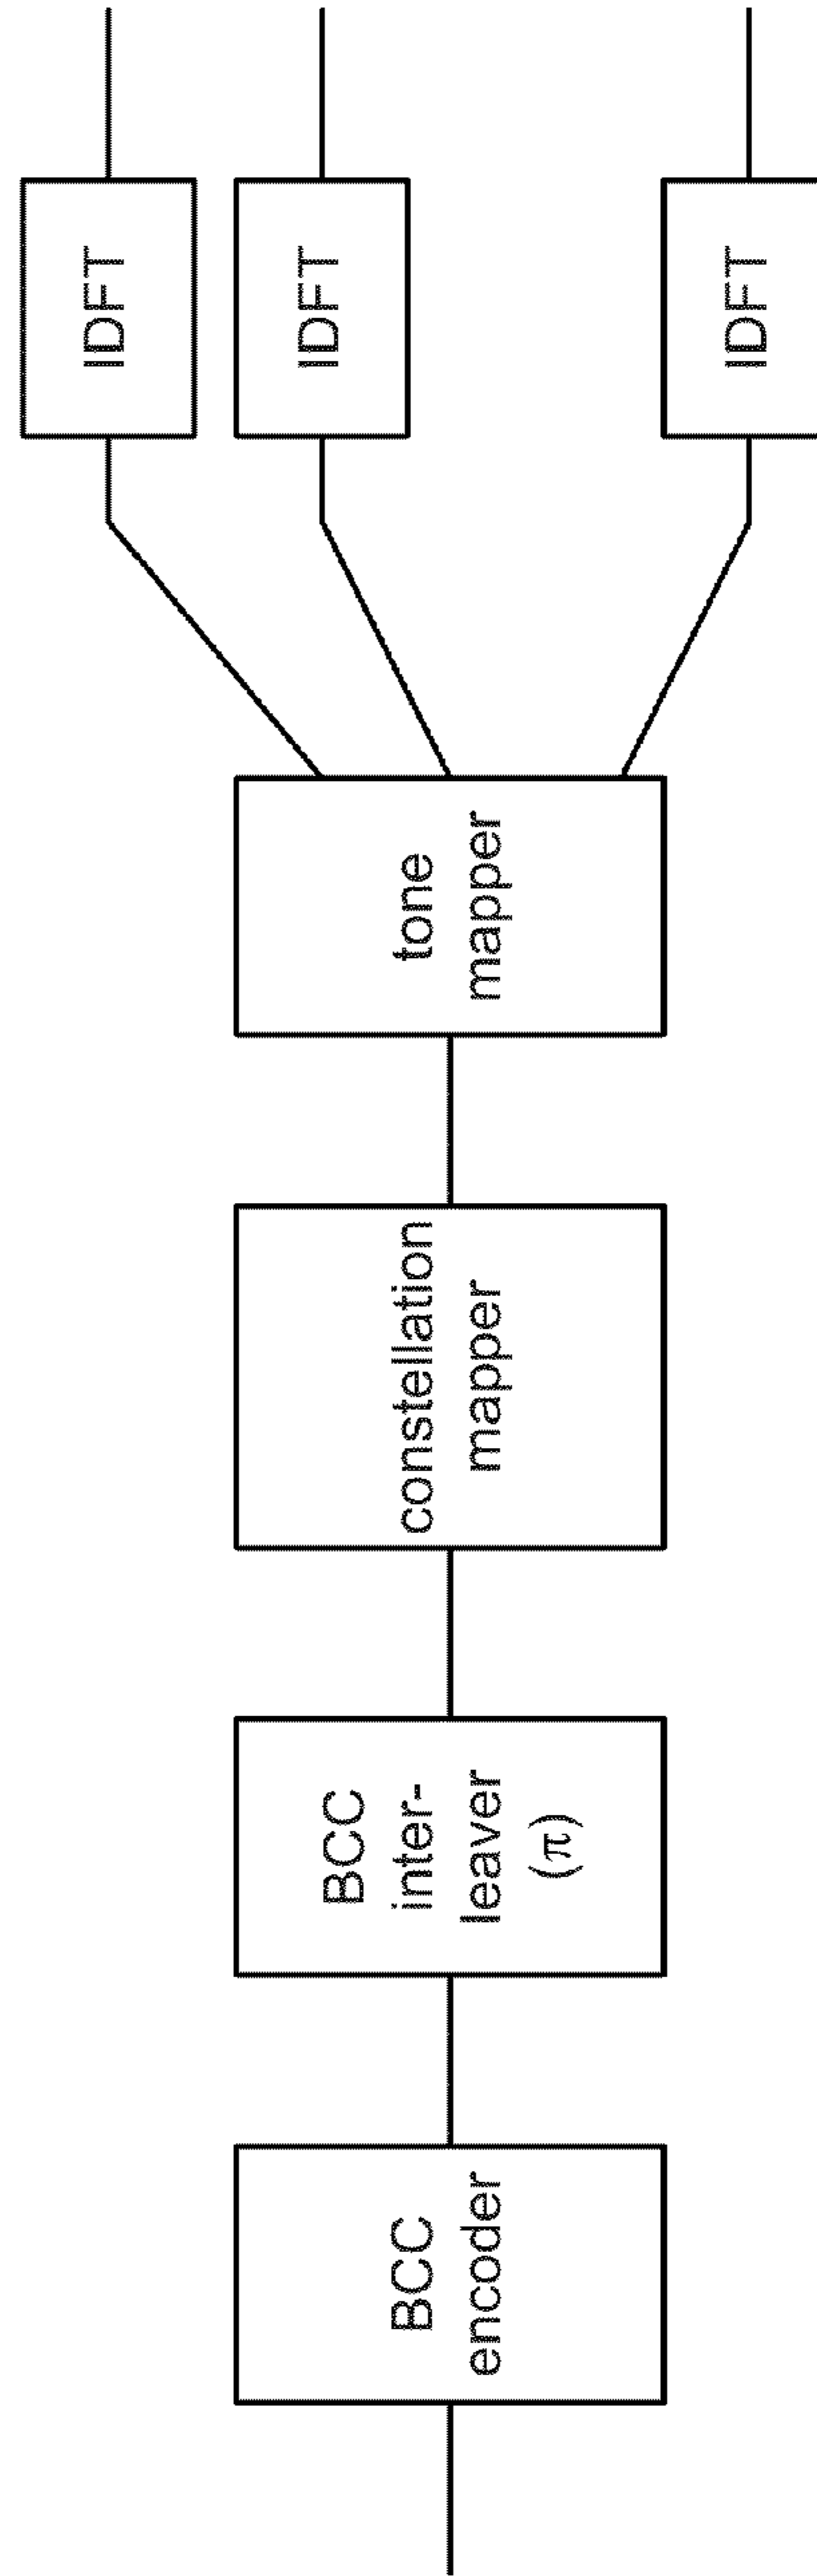 BCC
encoder
BCC
inter-
leaver
(π)
constellation
mapper
tone
mapper
IDFT
IDFT
IDFT